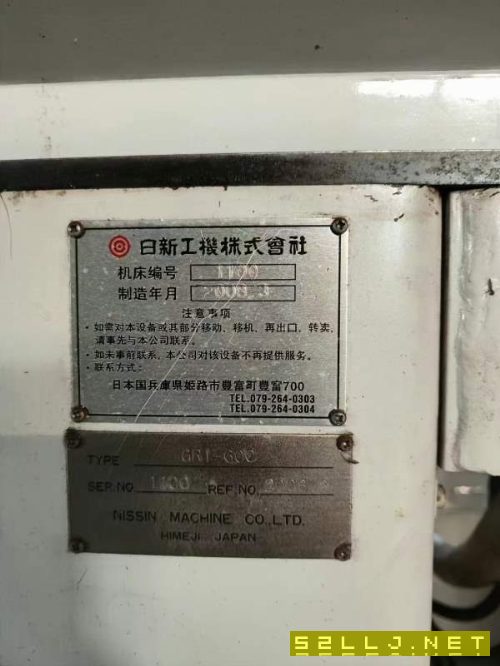 日新工機株式會社
机床编号 1100
制造年月
注意事项
·如需对本设备或其部分移动、移机、再出口、转卖,
请事先与本公司联系。
·如未事前联系、本公司对该设备不再提供服务。
·联系方式:
日本国兵庫県姫路市豊富町豊富700
TEL.079-264-0303
TEL.079-264-0304
TYPE
SER.NO. 1100 REF.NO.
NISSIN MACHINE CO.,LTD.
HIMEJI, JAPAN
52LLJ.NET